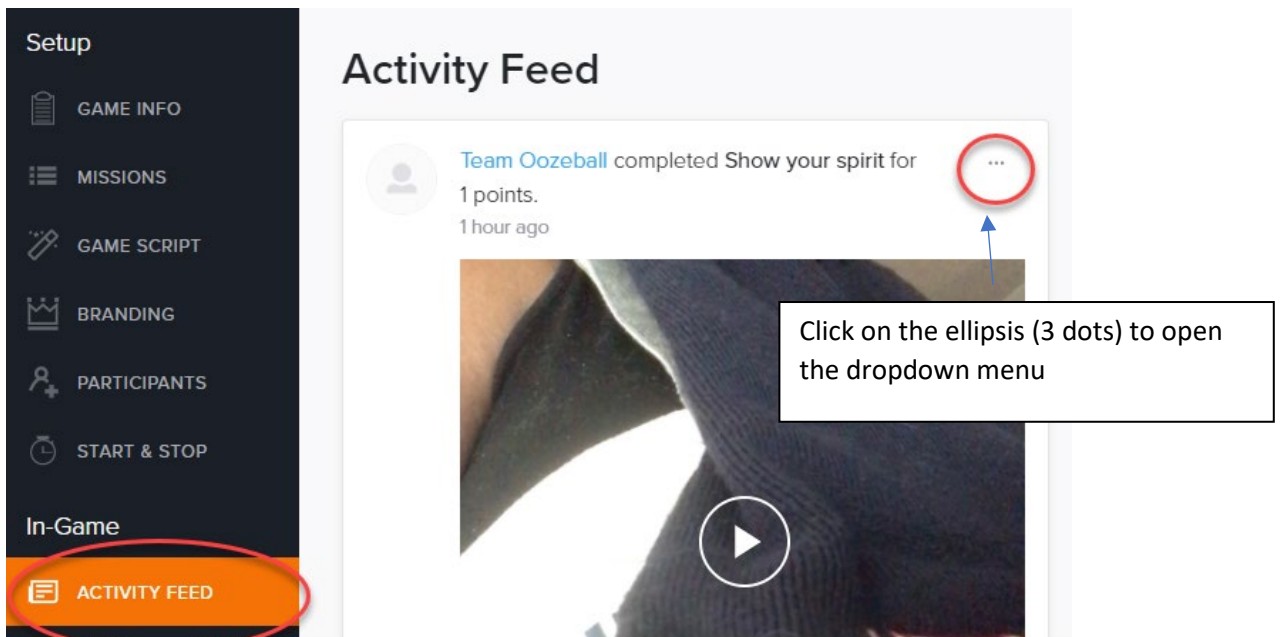 Setup
GAME INFO
MISSIONS
GAME SCRIPT
BRANDING
PARTICIPANTS
START & STOP
In-Game
ACTIVITY FEED
Activity Feed
Team Oozeball completed Show your spirit for
1 points.
1 hour ago
...
Click on the ellipsis (3 dots) to open
the dropdown menu